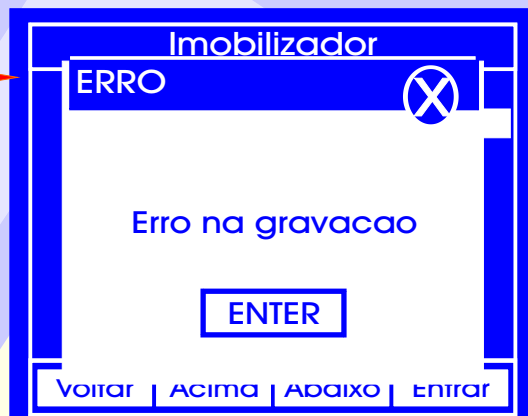 Imobilizador
ERRO
X
Erro na gravacao
ENTER
Voltar Acima Abaixo Entrar